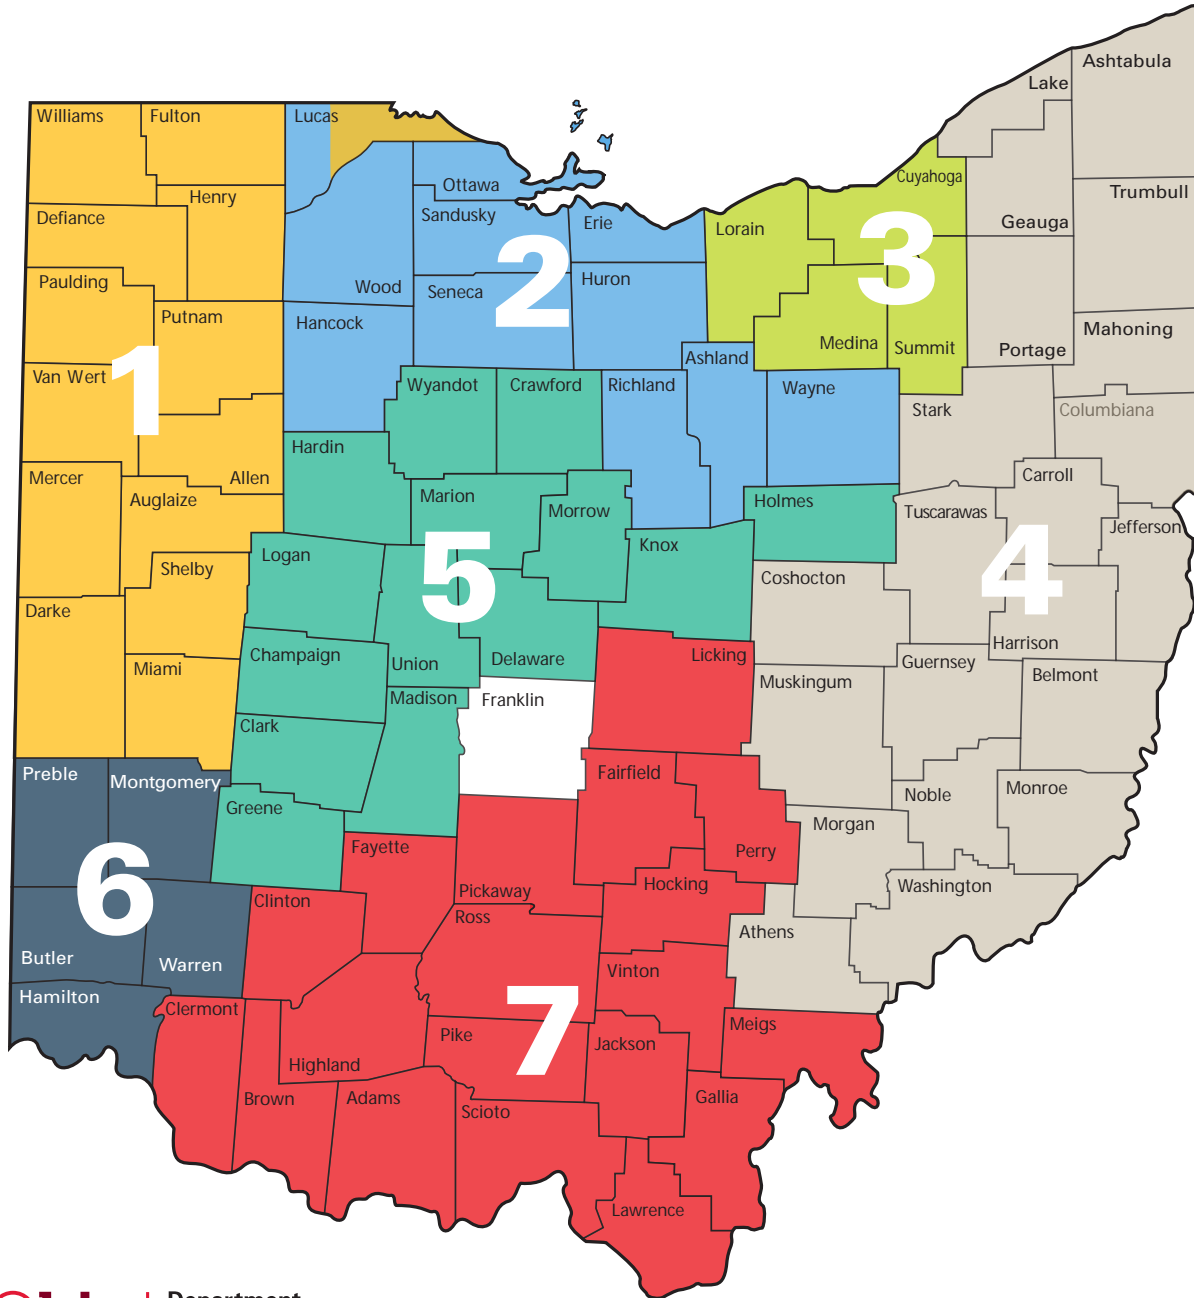 Ashtabula
Lake
Williams
Fulton
Lucas
Cuyahoga
Ottawa
Trumbull
Henry
Defiance
Sandusky
Erie
Lorain
Geauga
3
2
Paulding
Wood
Seneca
Huron
Putnam
Hancock
Mahoning
Medina
Summit
Portage
Ashland
Van Wert
1
Wyandot
Crawford
Richland
Wayne
Stark
Columbiana
Hardin
Mercer
Allen
Auglaize
Marion
Morrow
Holmes
Carroll
Tuscarawas
Jefferson
Logan
Knox
Shelby
5
4
Coshocton
Darke
Harrison
Champaign
Union
Delaware
Licking
Guernsey
Miami
Muskingum
Belmont
Madison
Franklin
Clark
Preble
Montgomery
Fairfield
Noble
Monroe
Greene
Morgan
Fayette
Perry
6
Pickaway
Hocking
Washington
Clinton
Ross
Athens
Butler
Warren
Vinton
Hamilton
Clermont
7
Meigs
Pike
Jackson
Highland
Brown
Adams
Gallia
Scioto
Lawrence
Department